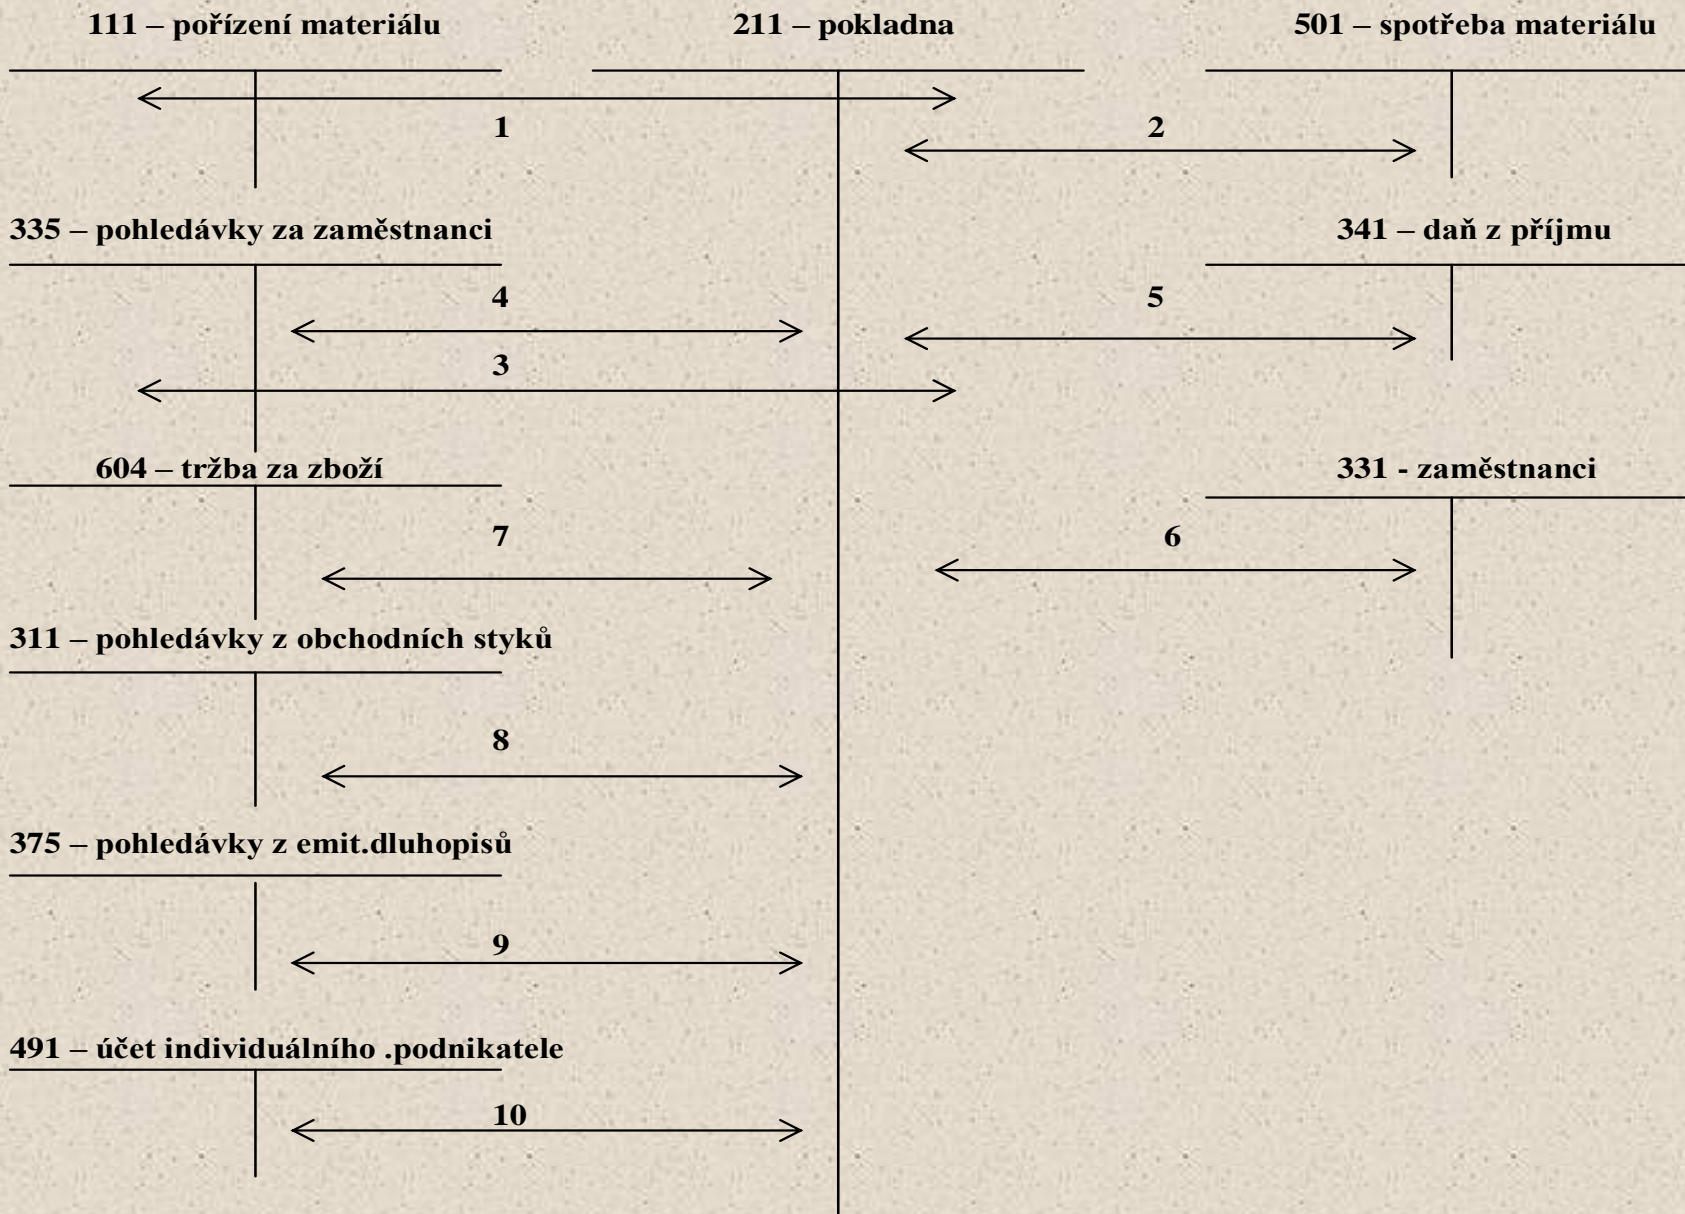 111 – pořízení materiálu
211 – pokladna
501 – spotřeba materiálu
1
2
335 – pohledávky za zaměstnanci
341 – daň z příjmu
4
5
3
604 – tržba za zboží
331 - zaměstnanci
7
6
311 – pohledávky z obchodních styků
8
375 – pohledávky z emit.dluhopisů
9
491 – účet individuálního .podnikatele
10